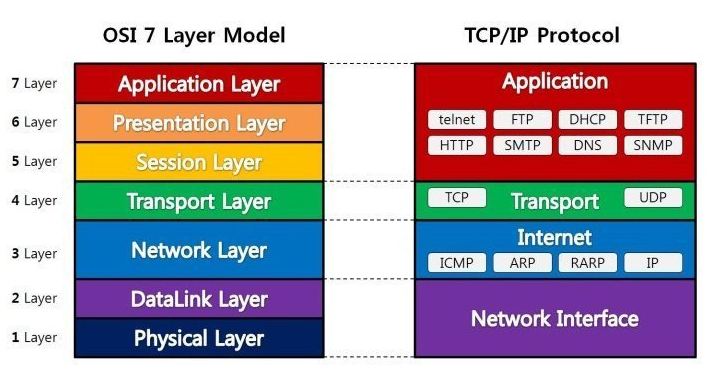 OSI 7 Layer Model
TCP/IP Protocol
7 Layer
Application Layer
6 Layer
Presentation Layer
5 Layer
Session Layer
4 Layer
Transport Layer
3 Layer
Network Layer
2 Layer
DataLink Layer
1 Layer
Physical Layer
Application
telnet FTP DHCP TFTP
HTTP SMTP DNS SNMP
TCP Transport UDP
Internet
ICMP ARP RARP IP
Network Interface